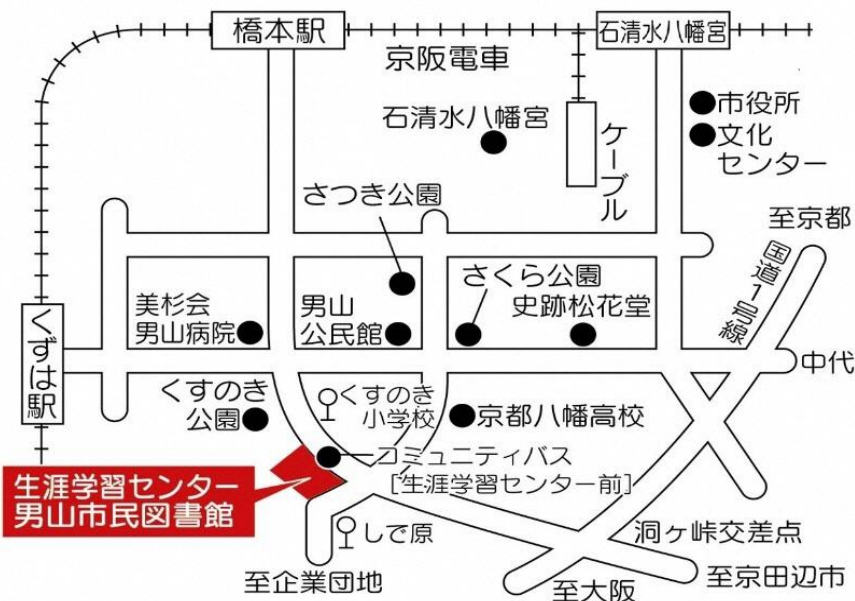 橋本駅
石清水八幡宮
京阪電車
市役所
文化
センター
石清水八幡宮
ケーブル
さつき公園
至京都
国道1号線
さくら公園
史跡松花堂
美杉会
男山病院
男山
公民館
くずは駅
中代
くすのき
公園
くすのき
小学校
京都八幡高校
コミュニティバス
[生涯学習センター前]
生涯学習センター
男山市民図書館
しで原
洞ヶ峠交差点
至企業団地
至大阪
至京田辺市